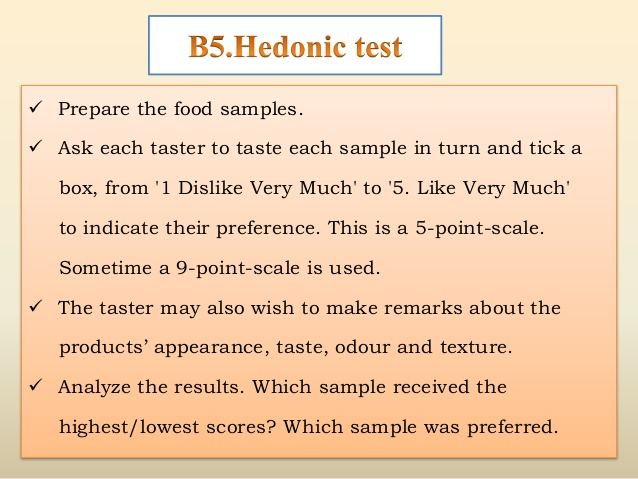 B5.Hedonic test
✓ Prepare the food samples.
✓ Ask each taster to taste each sample in turn and tick a
box, from '1 Dislike Very Much' to '5. Like Very Much'
to indicate their preference. This is a 5-point-scale.
Sometime a 9-point-scale is used.
✓ The taster may also wish to make remarks about the
products’ appearance, taste, odour and texture.
✓ Analyze the results. Which sample received the
highest/lowest scores? Which sample was preferred.